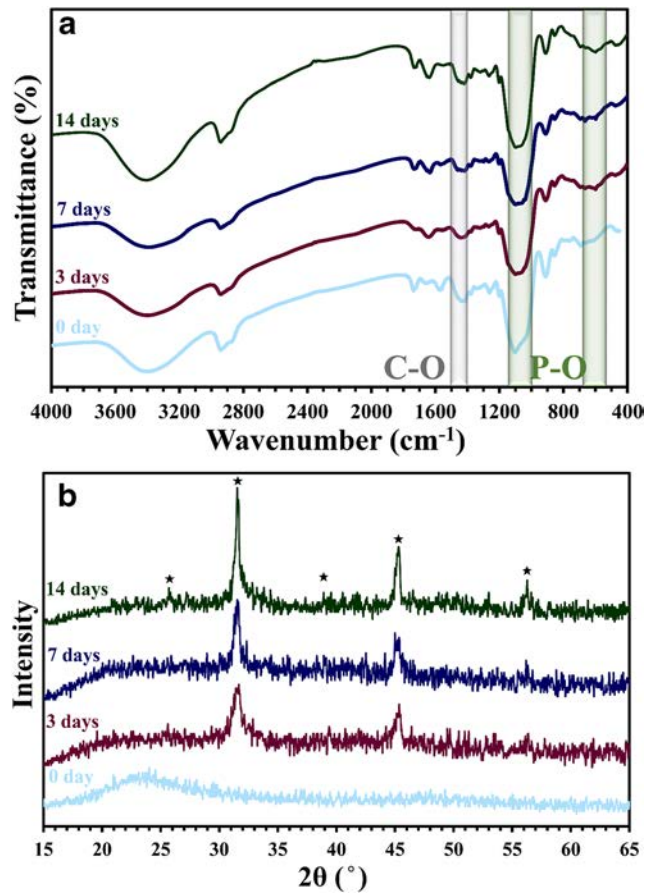 a
Transmittance (%)
14 days
7 days
3 days
0 day
C-O
P-O
4000 3600 3200 2800 2400 2000 1600 1200 800 400
Wavenumber (cm⁻¹)
b
Intensity
14 days
7 days
3 days
0 day
15 20 25 30 35 40 45 50 55 60 65
2θ (°)